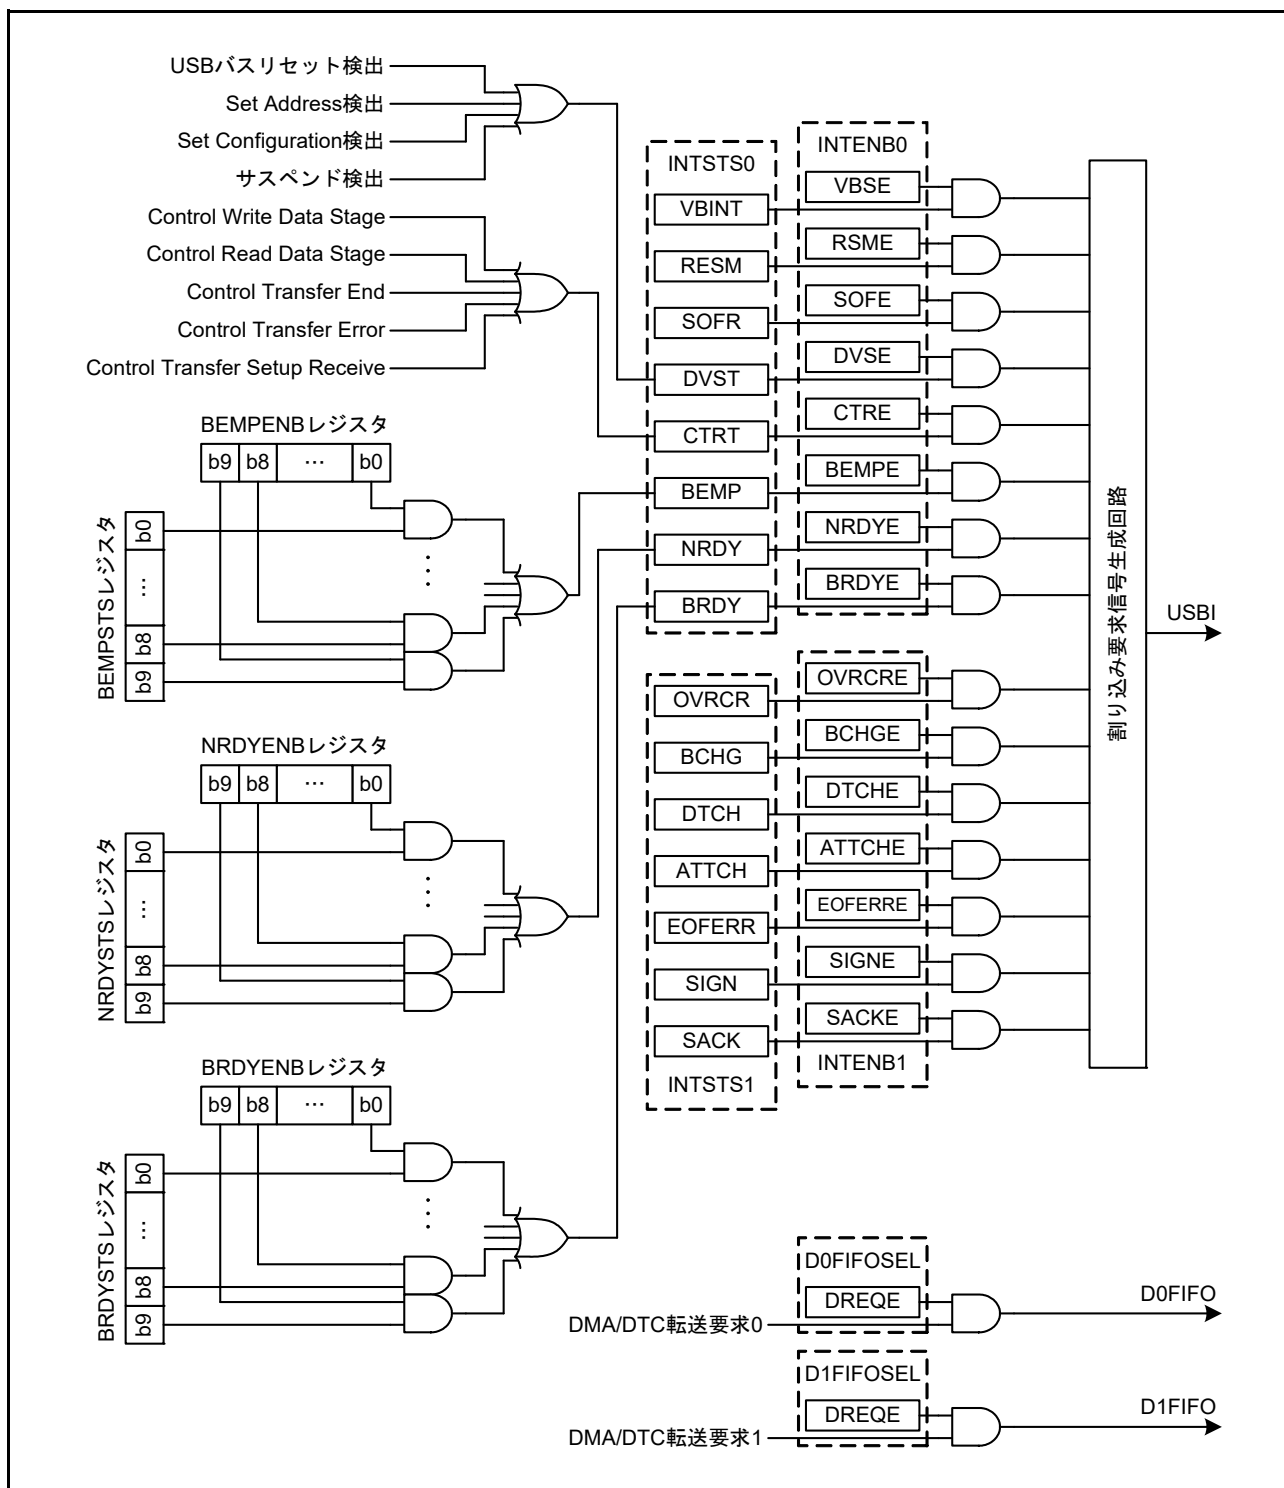 USBバスリセット検出
Set Address検出
Set Configuration検出
サスペンド検出
Control Write Data Stage
Control Read Data Stage
Control Transfer End
Control Transfer Error
Control Transfer Setup Receive
BEMPENBレジスタ
b9 b8 … b0
BEMPSTSレジスタ
b0
…
b8
b9
NRDYENBレジスタ
b9 b8 … b0
NRDYSTSレジスタ
b0
…
b8
b9
BRDYENBレジスタ
b9 b8 … b0
BRDYSTSレジスタ
b0
…
b8
b9
INTSTS0
VBINT
RESM
SOFR
DVST
CTRT
BEMP
NRDY
BRDY
INTENB0
VBSE
RSME
SOFE
DVSE
CTRE
BEMPE
NRDYE
BRDYE
OVRCR
BCHG
DTCH
ATTCH
EOFERR
SIGN
SACK
INTSTS1
OVRCRE
BCHGE
DTCHE
ATTCHE
EOFERRE
SIGNE
SACKE
INTENB1
割り込み要求信号生成回路
USBI
D0FIFOSEL
DREQE
DMA/DTC転送要求0
D0FIFO
D1FIFOSEL
DREQE
DMA/DTC転送要求1
D1FIFO